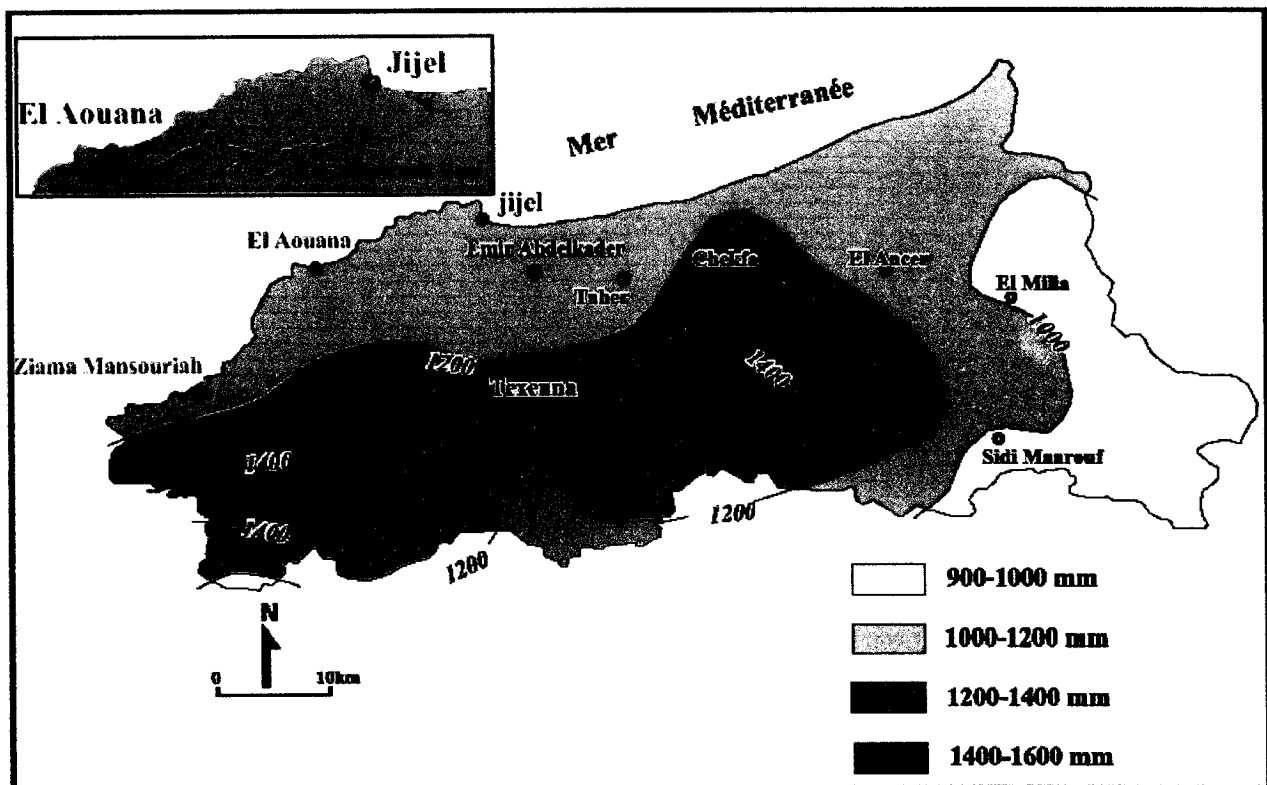 Jijel
El Aouana
Mer Méditerranée
jijel
El Aouana
Emir Abdelkader
Chekfa
El Ancer
Taher
El Milia
1000
Ziama Mansouriah
1200
1400
Texenna
1400
Sidi Maarouf
1400
1200
1200
900-1000 mm
N
1000-1200 mm
0 10km
1200-1400 mm
1400-1600 mm